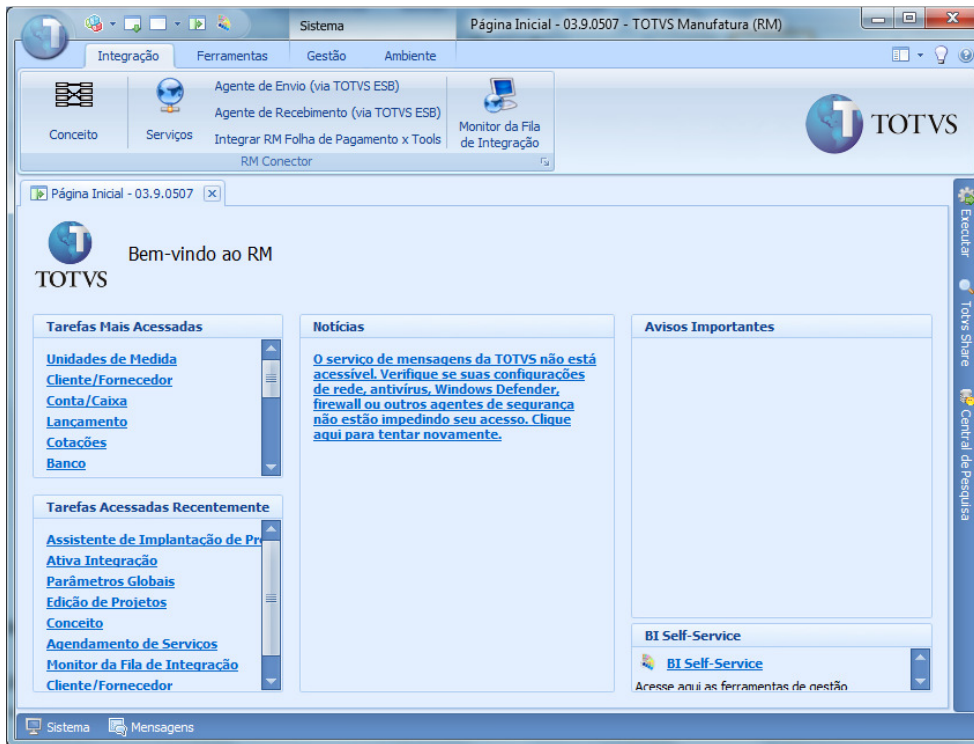 Sistema
Página Inicial - 03.9.0507 - TOTVS Manufatura (RM)
Integração
Ferramentas
Gestão
Ambiente
Conceito
Serviços
Agente de Envio (via TOTVS ESB)
Agente de Recebimento (via TOTVS ESB)
Integrar RM Folha de Pagamento x Tools
Monitor da Fila
de Integração
RM Conector
TOTVS
Página Inicial - 03.9.0507
TOTVS
Bem-vindo ao RM
Tarefas Mais Acessadas
Unidades de Medida
Cliente/Fornecedor
Conta/Caixa
Lançamento
Cotações
Banco
Tarefas Acessadas Recentemente
Assistente de Implantação de Pr
Ativa Integração
Parâmetros Globais
Edição de Projetos
Conceito
Agendamento de Serviços
Monitor da Fila de Integração
Cliente/Fornecedor
Notícias
O serviço de mensagens da TOTVS não está
acessível. Verifique se suas configurações
de rede, antivírus, Windows Defender,
firewall ou outros agentes de segurança
não estão impedindo seu acesso. Clique
aqui para tentar novamente.
Avisos Importantes
BI Self-Service
BI Self-Service
Acesse aqui as ferramentas de gestão
Executar
Totvs Share
Central de Pesquisa
Sistema
Mensagens